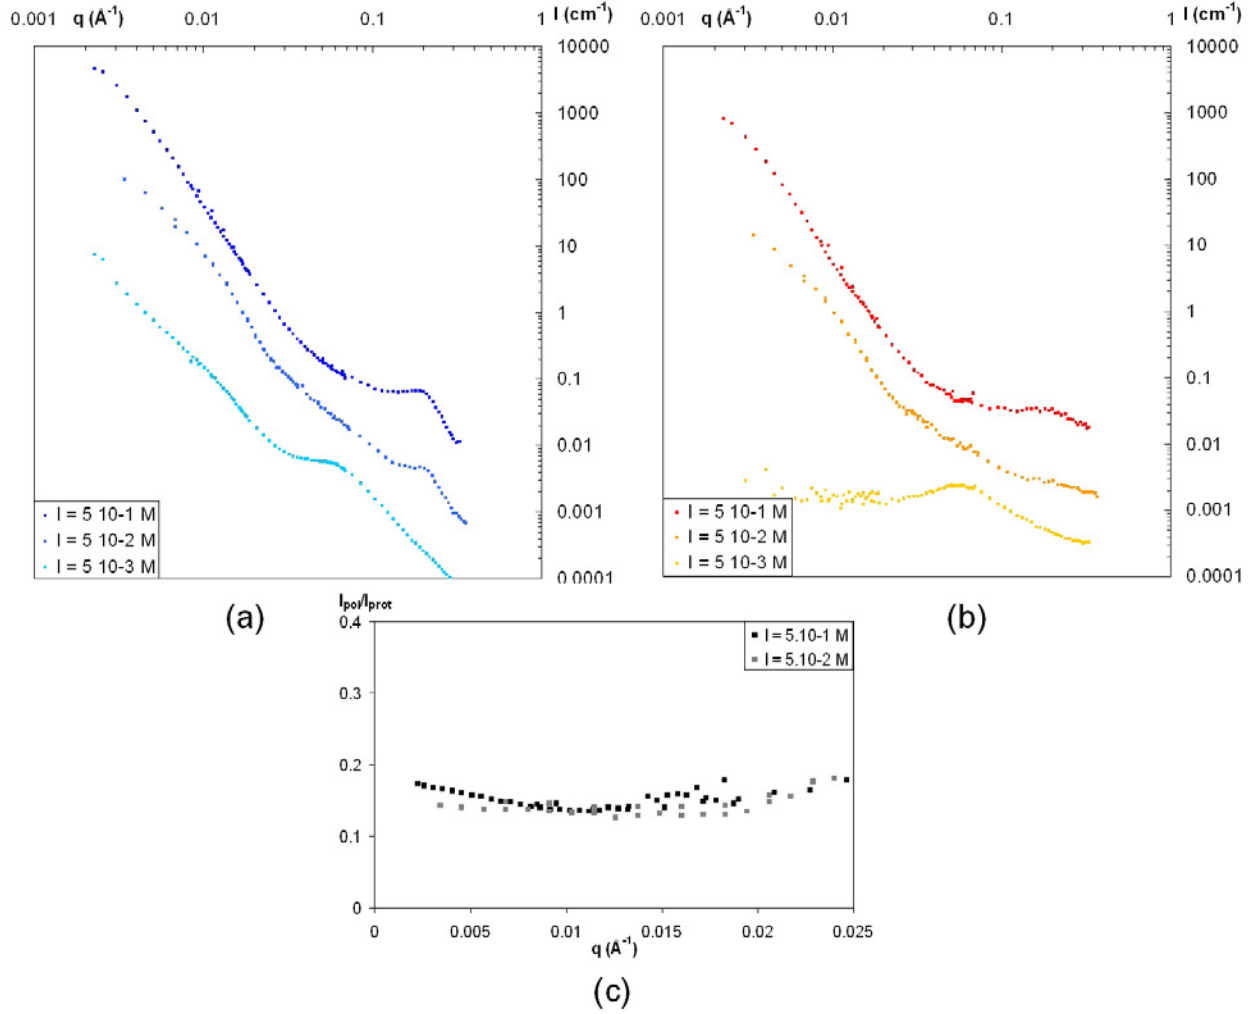 0.001 q (Å-1) 0.01 0.1 1 I (cm-1)
10000
1000
100
10
1
0.1
0.01
0.001
0.0001
I = 5 10-1 M
I = 5 10-2 M
I = 5 10-3 M
(a)
0.001 q (Å-1) 0.01 0.1 1 I (cm-1)
10000
1000
100
10
1
0.1
0.01
0.001
0.0001
I = 5 10-1 M
I = 5 10-2 M
I = 5 10-3 M
(b)
Ipol/Iprot
0.4
0.3
0.2
0.1
0
I = 5.10-1 M
I = 5.10-2 M
0 0.005 0.01 0.015 0.02 0.025
q (Å-1)
(c)